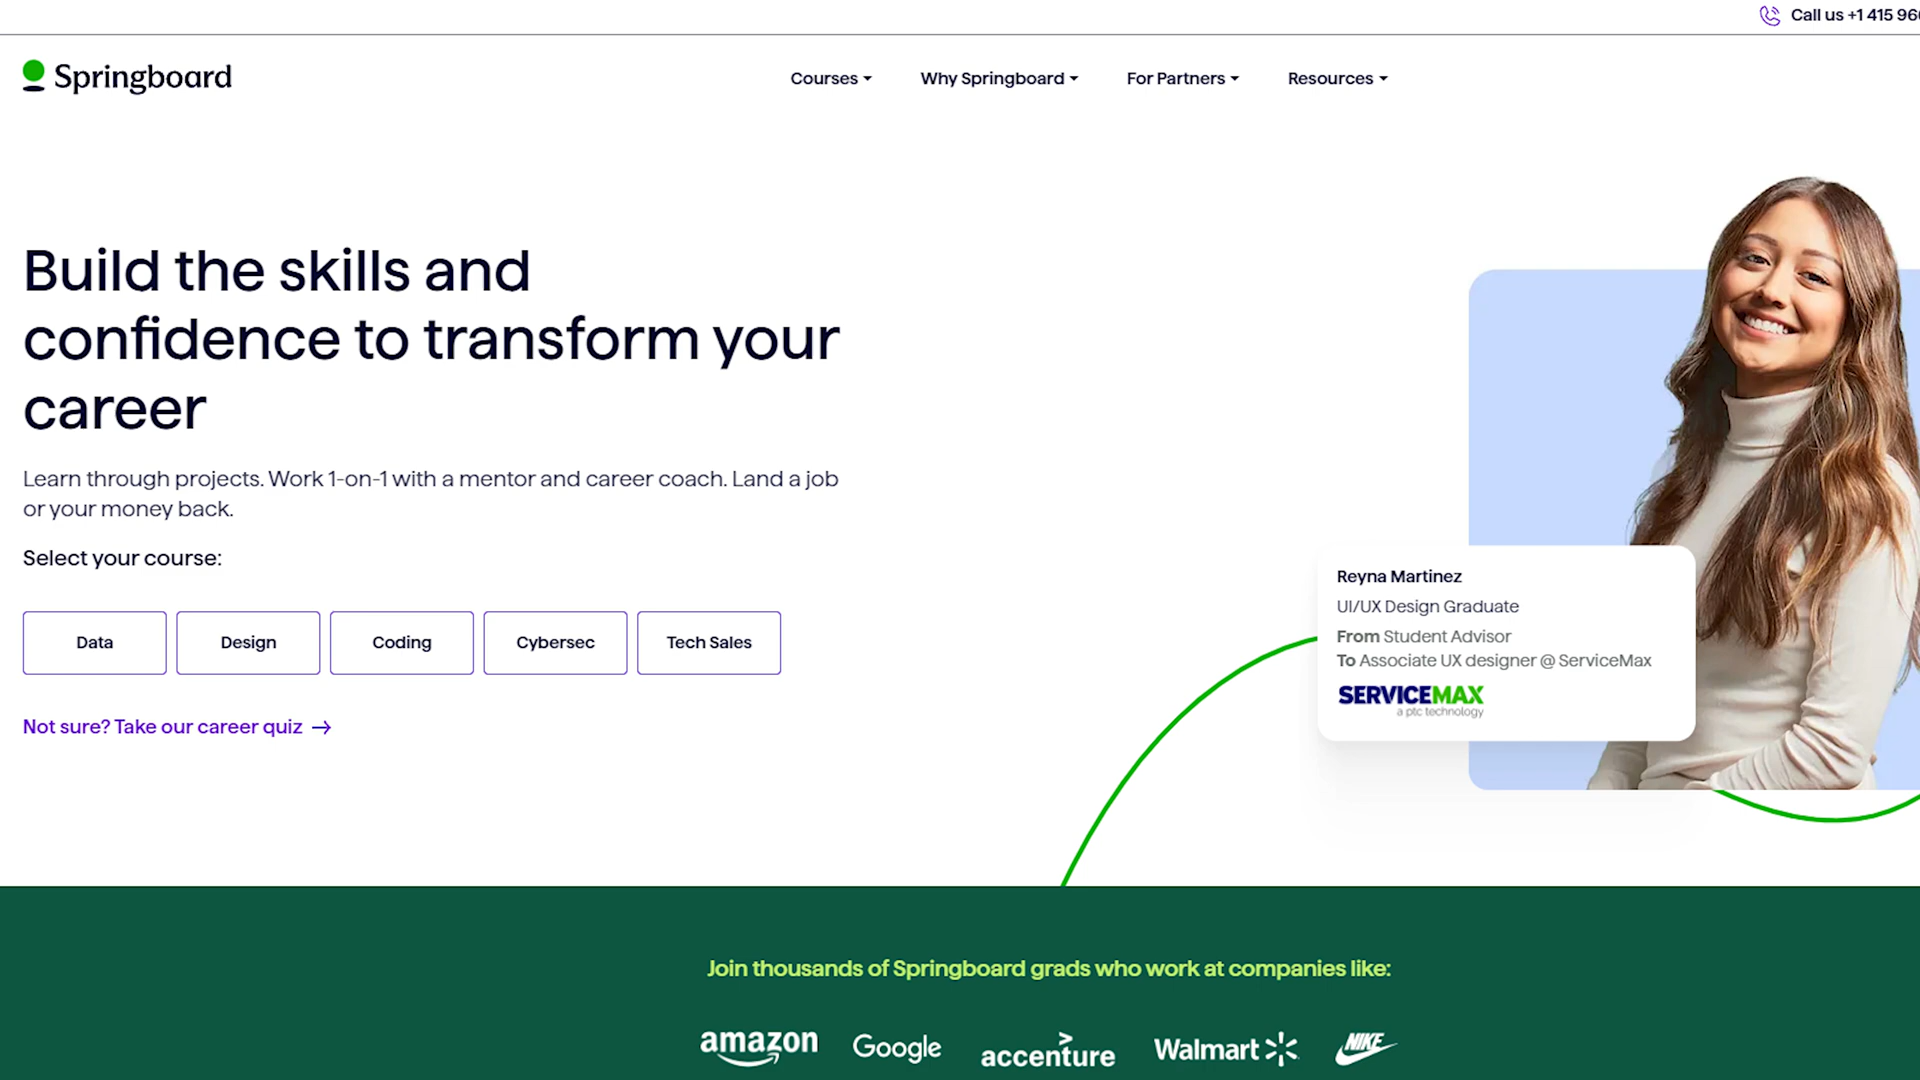 Call us +1 415 96
Springboard
Courses
Why Springboard
For Partners
Resources
Build the skills and
confidence to transform your
career
Learn through projects. Work 1-on-1 with a mentor and career coach. Land a job
or your money back.
Select your course:
Data
Design
Coding
Cybersec
Tech Sales
Not sure? Take our career quiz →
Reyna Martinez
UI/UX Design Graduate
From Student Advisor
To Associate UX designer @ ServiceMax
SERVICEMAX
a ptc technology
Join thousands of Springboard grads who work at companies like:
amazon
Google
accenture
Walmart
NIKE